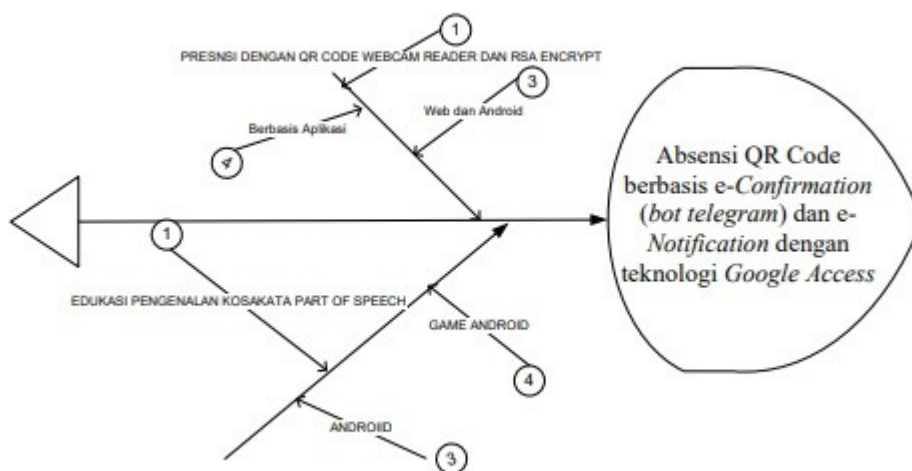 1
PRESNSI DENGAN QR CODE WEBCAM READER DAN RSA ENCRYPT
3
Web dan Android
Berbasis Aplikasi
4
Absensi QR Code
berbasis e-Confirmation
(bot telegram) dan e-
Notification dengan
teknologi Google Access
1
EDUKASI PENGENALAN KOSAKATA PART OF SPEECH
GAME ANDROID
4
ANDROIID
3